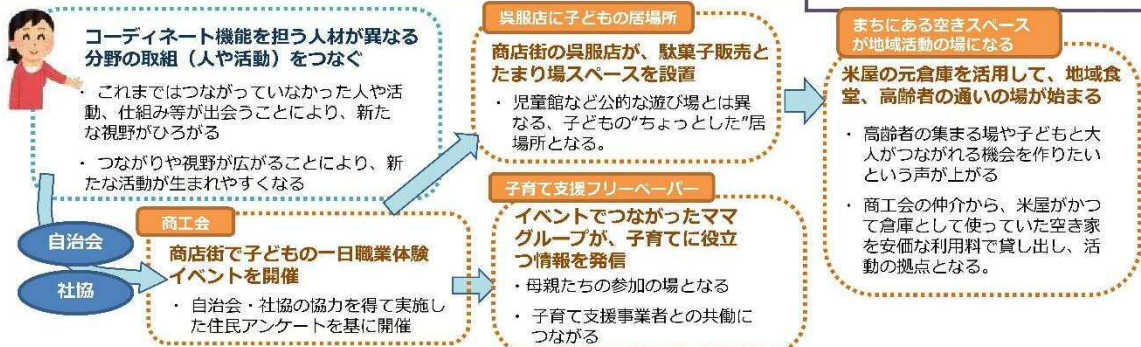 コーディネート機能を担う人材が異なる
分野の取組（人や活動）をつなぐ
・ これまではつながっていなかった人や活
動、仕組み等が出会うことにより、新た
な視野がひろがる
・ つながりや視野が広がることにより、新
たな活動が生まれやすくなる
自治会
社協
商工会
商店街で子どもの一日職業体験
イベントを開催
・ 自治会・社協の協力を得て実施し
た住民アンケートを基に開催
呉服店に子どもの居場所
商店街の呉服店が、駄菓子販売と
たまり場スペースを設置
・ 児童館など公的な遊び場とは異
なる、子どもの“ちょっとした”居
場所となる。
子育て支援フリーペーパー
イベントでつながったママ
グループが、子育てに役立
つ情報を発信
・母親たちの参加の場となる
・ 子育て支援事業者との共働に
つながる
まちにある空きスペース
が地域活動の場になる
米屋の元倉庫を活用して、地域食
堂、高齢者の通いの場が始まる
・ 高齢者の集まる場や子どもと大
人がつながれる機会を作りたい
という声が上がる
・ 商工会の仲介から、米屋がかつ
て倉庫として使っていた空き家
を安価な利用料で貸し出し、活
動の拠点となる。